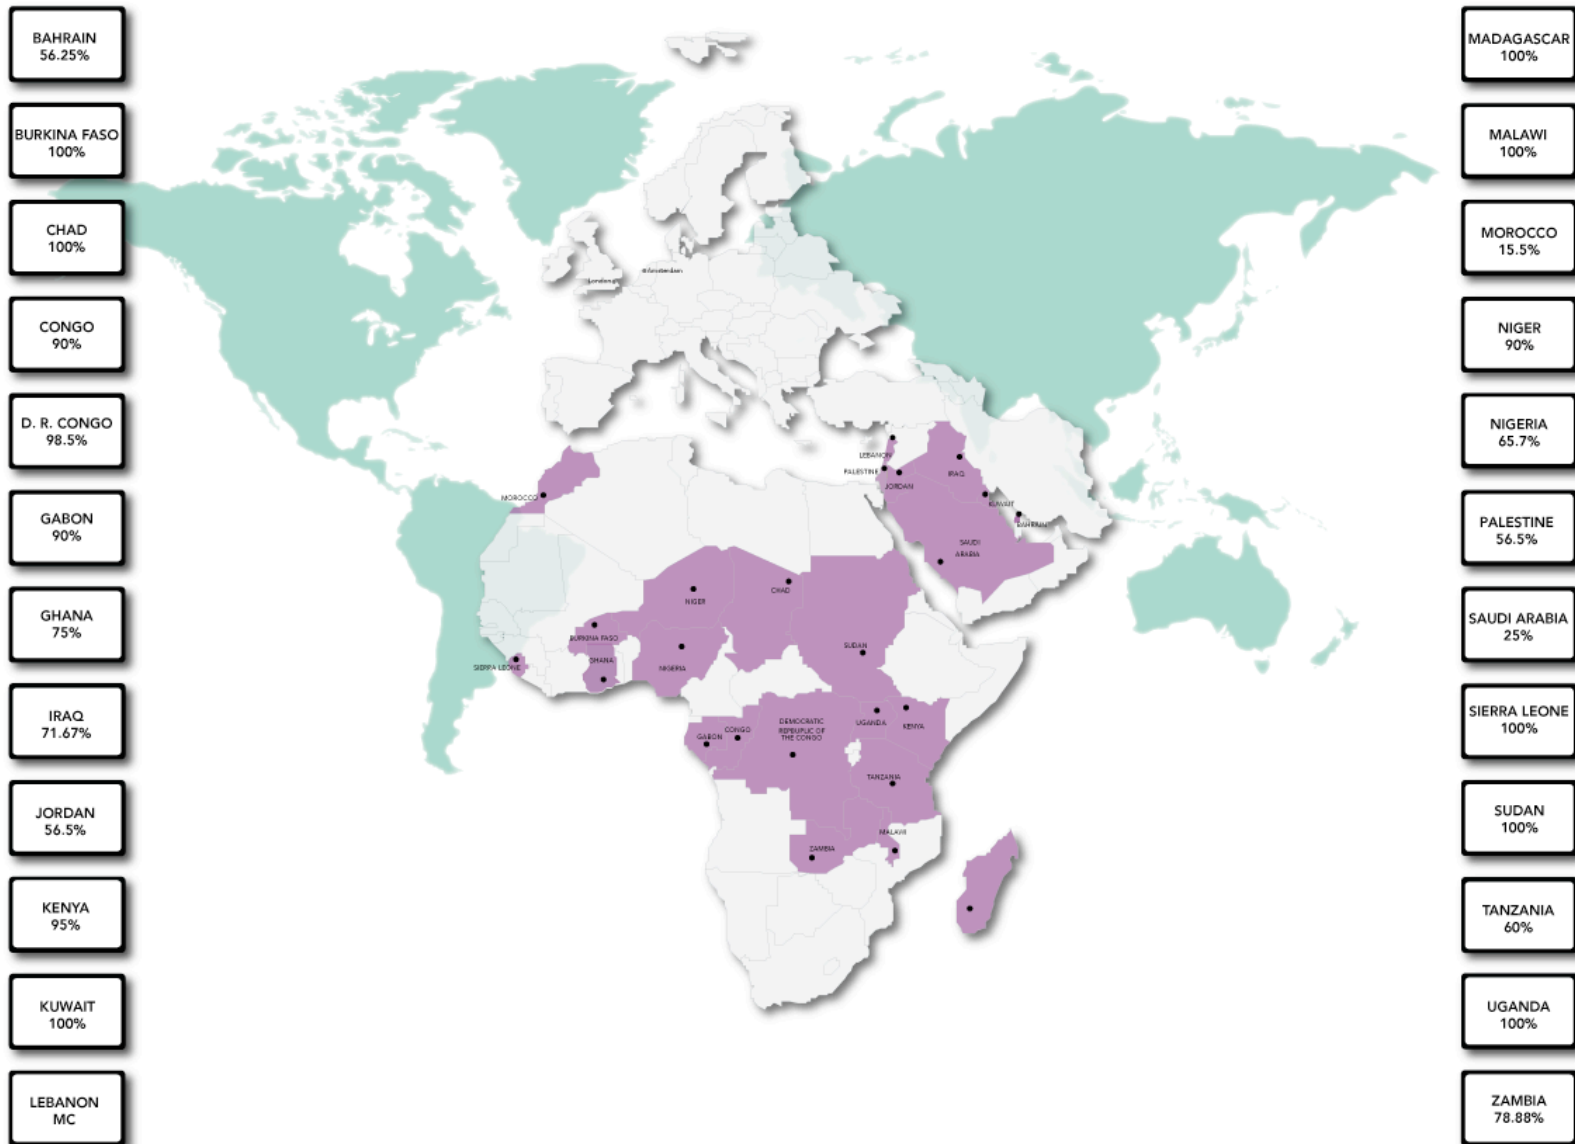 BAHRAIN
56.25%
BURKINA FASO
100%
CHAD
100%
CONGO
90%
D. R. CONGO
98.5%
GABON
90%
GHANA
75%
IRAQ
71.67%
JORDAN
56.5%
KENYA
95%
KUWAIT
100%
LEBANON
MC
London
Amsterdam
LEBANON
PALESTINE
JORDAN
IRAQ
KUWAIT
BAHRAIN
SAUDI
ARABIA
MOROCCO
NIGER
CHAD
BURKINA FASO
GHANA
SIERRA LEONE
NIGERIA
SUDAN
GABON
CONGO
DEMOCRATIC
REPBUPLIC OF
THE CONGO
UGANDA
KENYA
TANZANIA
MALAWI
ZAMBIA
MADAGASCAR
100%
MALAWI
100%
MOROCCO
15.5%
NIGER
90%
NIGERIA
65.7%
PALESTINE
56.5%
SAUDI ARABIA
25%
SIERRA LEONE
100%
SUDAN
100%
TANZANIA
60%
UGANDA
100%
ZAMBIA
78.88%